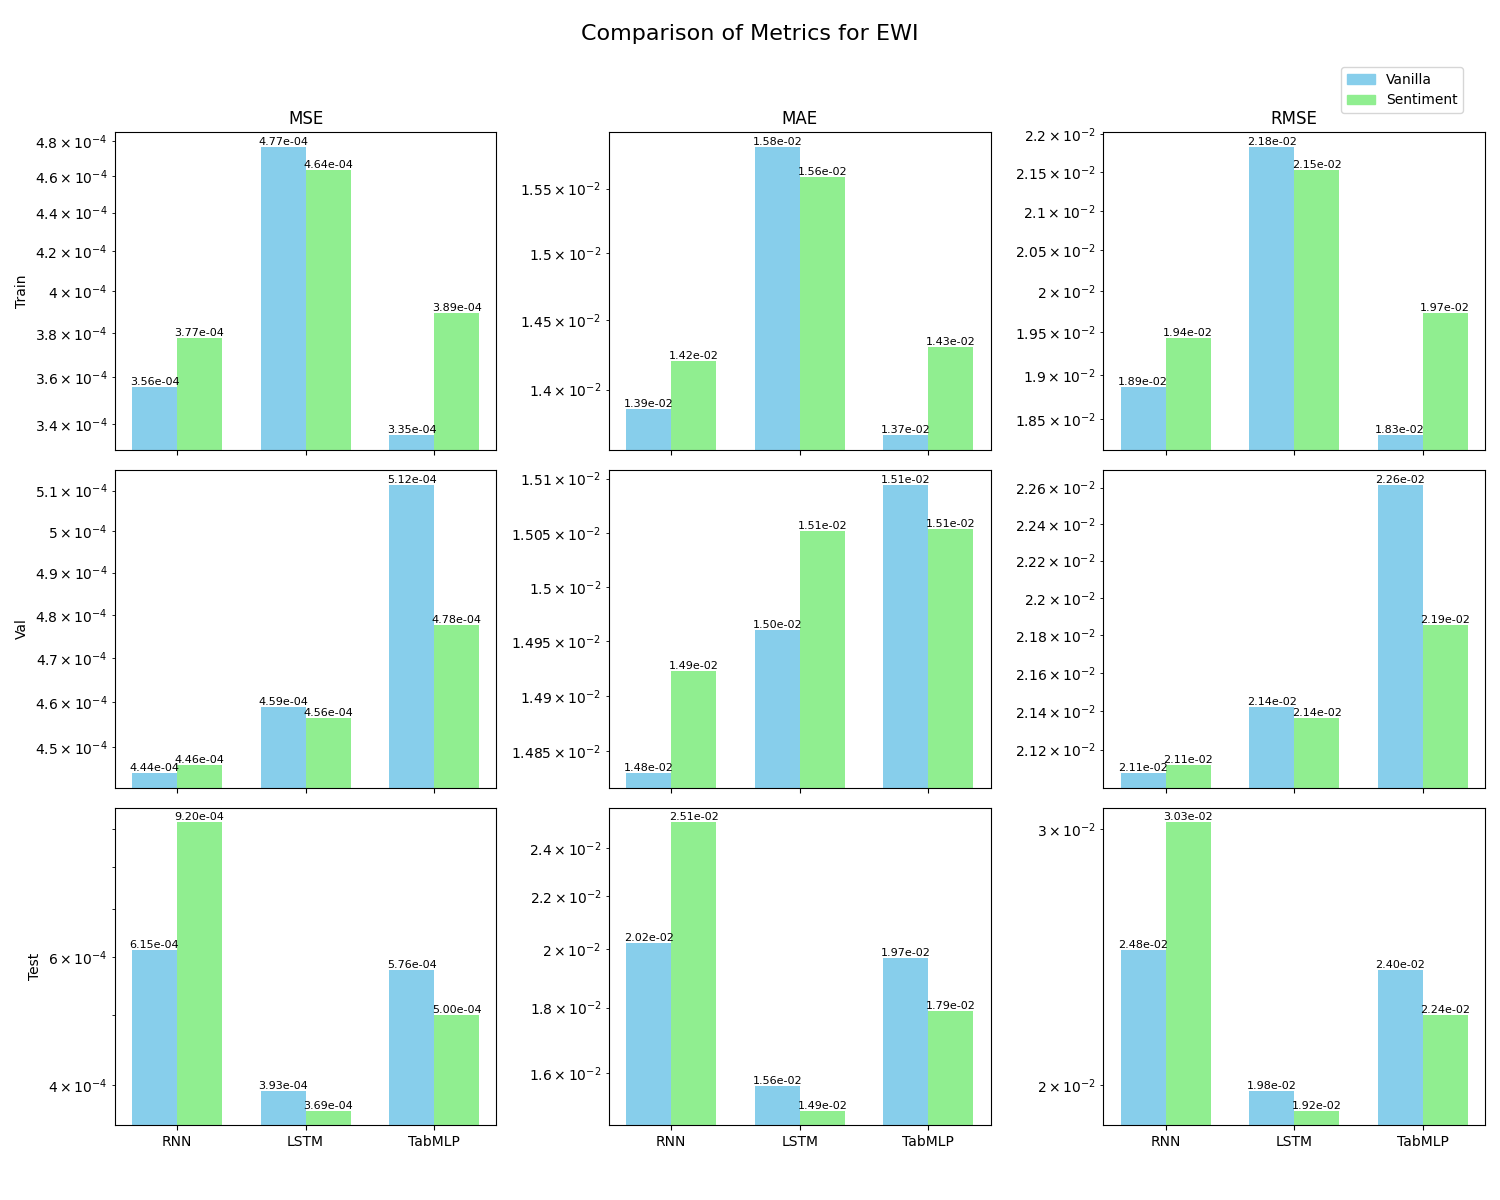 Comparison of Metrics for EWI
Vanilla
Sentiment
MSE
MAE
RMSE
Train
4.8 × 10⁻⁴
4.6 × 10⁻⁴
4.4 × 10⁻⁴
4.2 × 10⁻⁴
4 × 10⁻⁴
3.8 × 10⁻⁴
3.6 × 10⁻⁴
3.4 × 10⁻⁴
3.56e-04
3.77e-04
4.77e-04
4.64e-04
3.35e-04
3.89e-04
1.55 × 10⁻²
1.5 × 10⁻²
1.45 × 10⁻²
1.4 × 10⁻²
1.39e-02
1.42e-02
1.58e-02
1.56e-02
1.37e-02
1.43e-02
2.2 × 10⁻²
2.15 × 10⁻²
2.1 × 10⁻²
2.05 × 10⁻²
2 × 10⁻²
1.95 × 10⁻²
1.9 × 10⁻²
1.85 × 10⁻²
1.89e-02
1.94e-02
2.18e-02
2.15e-02
1.83e-02
1.97e-02
Val
5.1 × 10⁻⁴
5 × 10⁻⁴
4.9 × 10⁻⁴
4.8 × 10⁻⁴
4.7 × 10⁻⁴
4.6 × 10⁻⁴
4.5 × 10⁻⁴
4.44e-04
4.46e-04
4.59e-04
4.56e-04
5.12e-04
4.78e-04
1.51 × 10⁻²
1.505 × 10⁻²
1.5 × 10⁻²
1.495 × 10⁻²
1.49 × 10⁻²
1.485 × 10⁻²
1.48e-02
1.49e-02
1.50e-02
1.51e-02
1.51e-02
1.51e-02
2.26 × 10⁻²
2.24 × 10⁻²
2.22 × 10⁻²
2.2 × 10⁻²
2.18 × 10⁻²
2.16 × 10⁻²
2.14 × 10⁻²
2.12 × 10⁻²
2.11e-02
2.11e-02
2.14e-02
2.14e-02
2.26e-02
2.19e-02
Test
6 × 10⁻⁴
4 × 10⁻⁴
6.15e-04
9.20e-04
3.93e-04
3.69e-04
5.76e-04
5.00e-04
RNN
LSTM
TabMLP
2.4 × 10⁻²
2.2 × 10⁻²
2 × 10⁻²
1.8 × 10⁻²
1.6 × 10⁻²
2.02e-02
2.51e-02
1.56e-02
1.49e-02
1.97e-02
1.79e-02
RNN
LSTM
TabMLP
3 × 10⁻²
2 × 10⁻²
2.48e-02
3.03e-02
1.98e-02
1.92e-02
2.40e-02
2.24e-02
RNN
LSTM
TabMLP